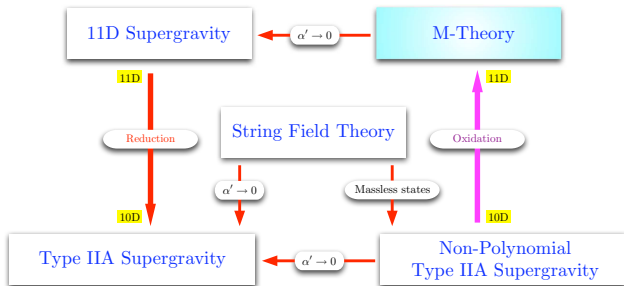 11D Supergravity
α′ → 0
M-Theory
11D
11D
String Field Theory
Reduction
Oxidation
α′ → 0
Massless states
10D
10D
Type IIA Supergravity
α′ → 0
Non-Polynomial
Type IIA Supergravity